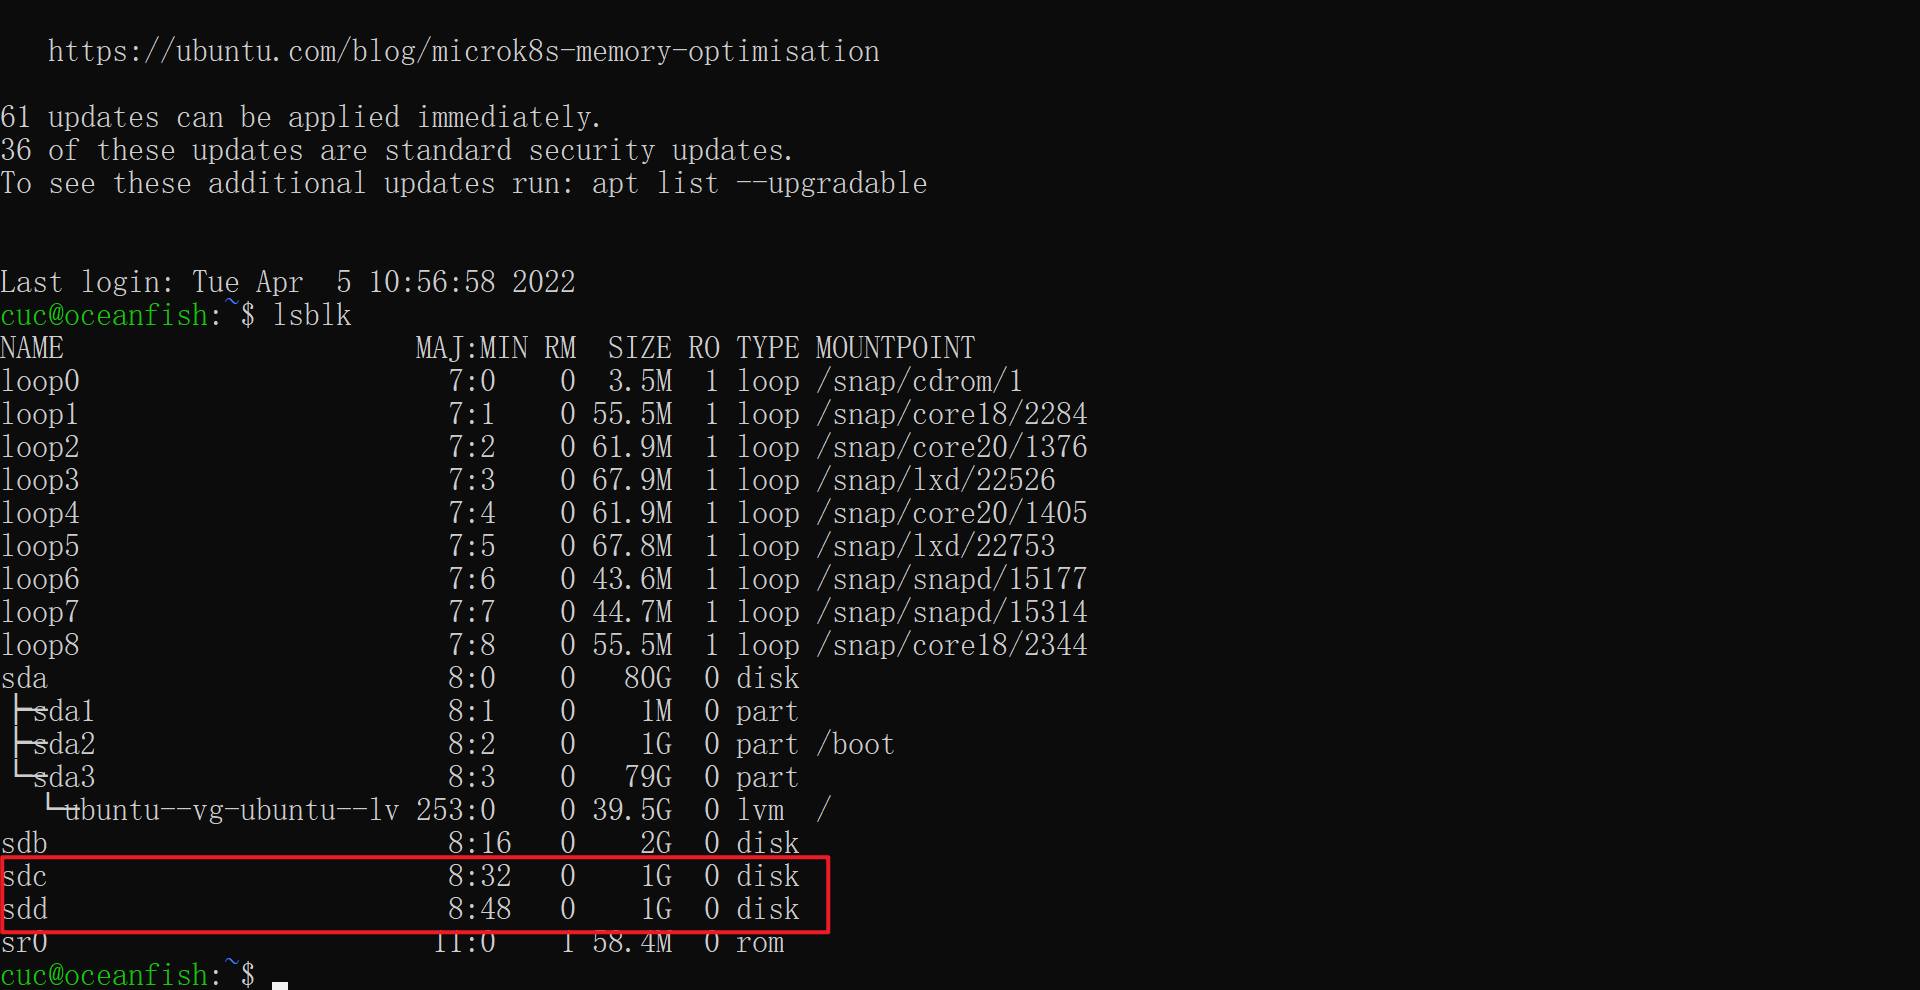 https://ubuntu.com/blog/microk8s-memory-optimisation
61 updates can be applied immediately.
36 of these updates are standard security updates.
To see these additional updates run: apt list --upgradable
Last login: Tue Apr  5 10:56:58 2022
cuc@oceanfish:~$ lsblk
NAME                      MAJ:MIN RM  SIZE RO TYPE MOUNTPOINT
loop0                       7:0    0  3.5M  1 loop /snap/cdrom/1
loop1                       7:1    0 55.5M  1 loop /snap/core18/2284
loop2                       7:2    0 61.9M  1 loop /snap/core20/1376
loop3                       7:3    0 67.9M  1 loop /snap/lxd/22526
loop4                       7:4    0 61.9M  1 loop /snap/core20/1405
loop5                       7:5    0 67.8M  1 loop /snap/lxd/22753
loop6                       7:6    0 43.6M  1 loop /snap/snapd/15177
loop7                       7:7    0 44.7M  1 loop /snap/snapd/15314
loop8                       7:8    0 55.5M  1 loop /snap/core18/2344
sda                         8:0    0   80G  0 disk
├─sda1                      8:1    0    1M  0 part
├─sda2                      8:2    0    1G  0 part /boot
└─sda3                      8:3    0   79G  0 part
  └─ubuntu--vg-ubuntu--lv 253:0    0 39.5G  0 lvm  /
sdb                         8:16   0    2G  0 disk
sdc                         8:32   0    1G  0 disk
sdd                         8:48   0    1G  0 disk
sr0                        11:0    1 58.4M  0 rom
cuc@oceanfish:~$